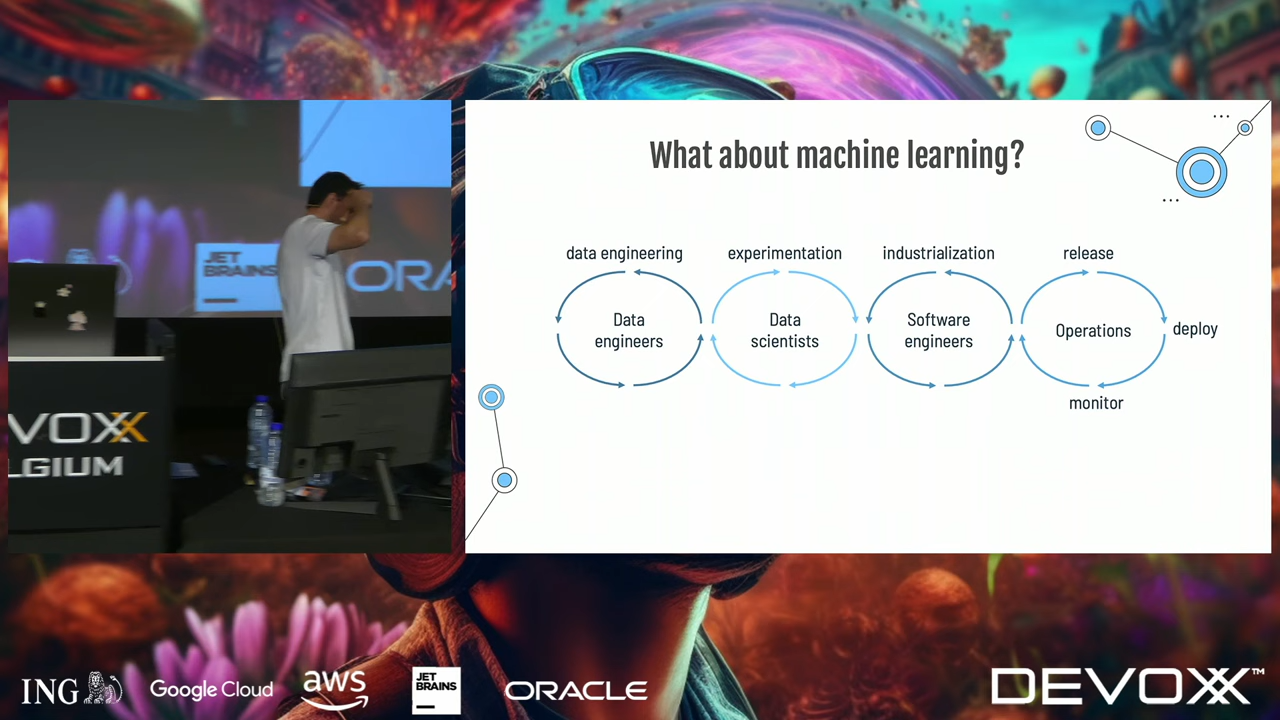 JET
BRAINS
ORA
VOXX
LGIUM
What about machine learning?
data engineering
experimentation
industrialization
release
Data
engineers
Data
scientists
Software
engineers
Operations
deploy
monitor
ING
Google Cloud
aws
JET
BRAINS
ORACLE
DEVOXX™